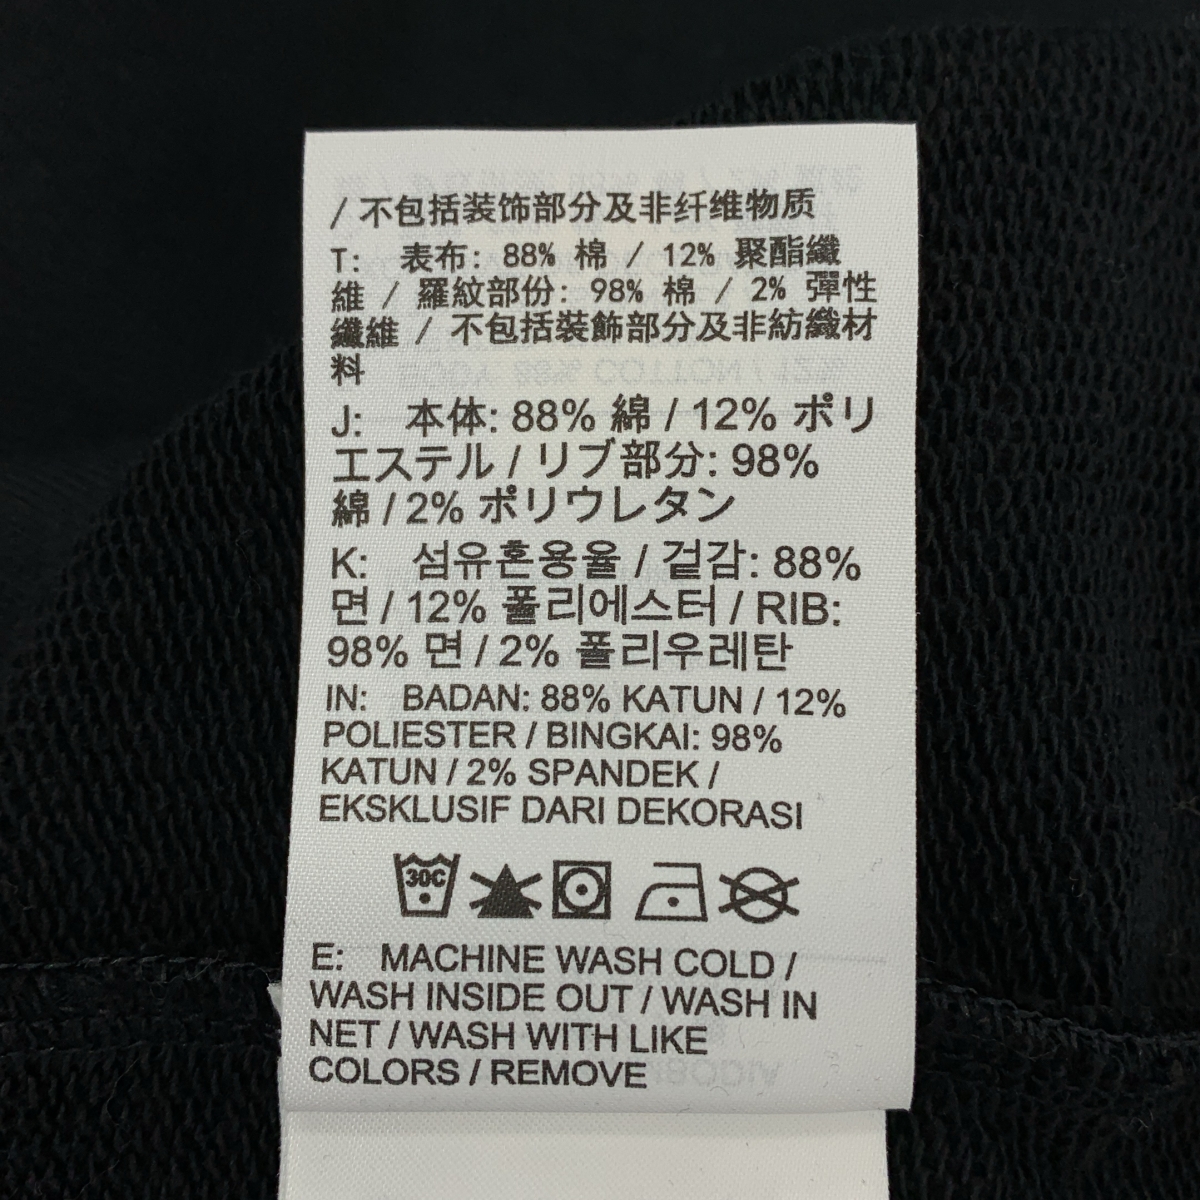 / 不包括装饰部分及非纤维物质
T: 表布: 88% 棉 / 12% 聚酯纖
維 / 羅紋部份: 98% 棉 / 2% 彈性
纖維 / 不包括裝飾部分及非紡織材
料
J: 本体: 88% 綿 / 12% ポリ
エステル / リブ部分: 98%
綿 / 2% ポリウレタン
K: 섬유혼용율 / 겉감: 88%
면 / 12% 폴리에스터 / RIB:
98% 면 / 2% 폴리우레탄
IN: BADAN: 88% KATUN / 12%
POLIESTER / BINGKAI: 98%
KATUN / 2% SPANDEK /
EKSKLUSIF DARI DEKORASI
30C
E: MACHINE WASH COLD /
WASH INSIDE OUT / WASH IN
NET / WASH WITH LIKE
COLORS / REMOVE